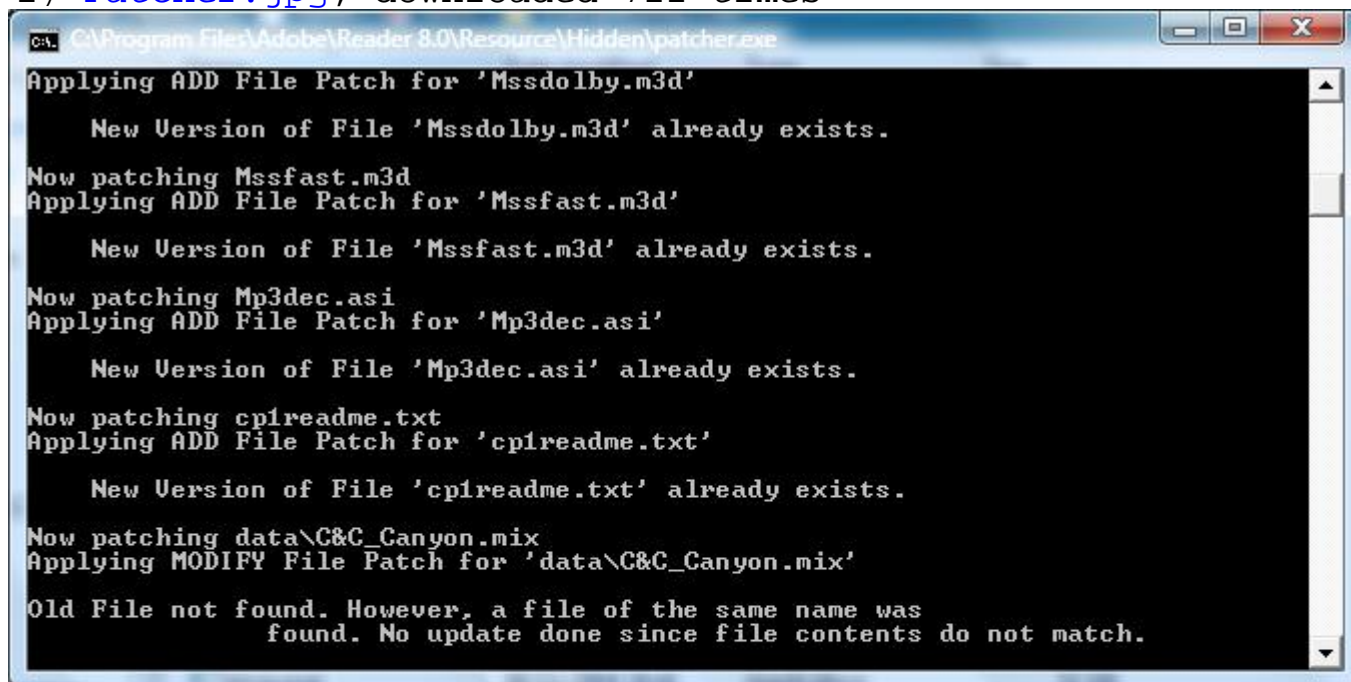 C:\Program Files\Adobe\Reader 8.0\Resource\Hidden\patcher.exe
Applying ADD File Patch for 'Mssdolby.m3d'
New Version of File 'Mssdolby.m3d' already exists.
Now patching Mssfast.m3d
Applying ADD File Patch for 'Mssfast.m3d'
New Version of File 'Mssfast.m3d' already exists.
Now patching Mp3dec.asi
Applying ADD File Patch for 'Mp3dec.asi'
New Version of File 'Mp3dec.asi' already exists.
Now patching cp1readme.txt
Applying ADD File Patch for 'cp1readme.txt'
New Version of File 'cp1readme.txt' already exists.
Now patching data\C&C_Canyon.mix
Applying MODIFY File Patch for 'data\C&C_Canyon.mix'
Old File not found. However, a file of the same name was
found. No update done since file contents do not match.